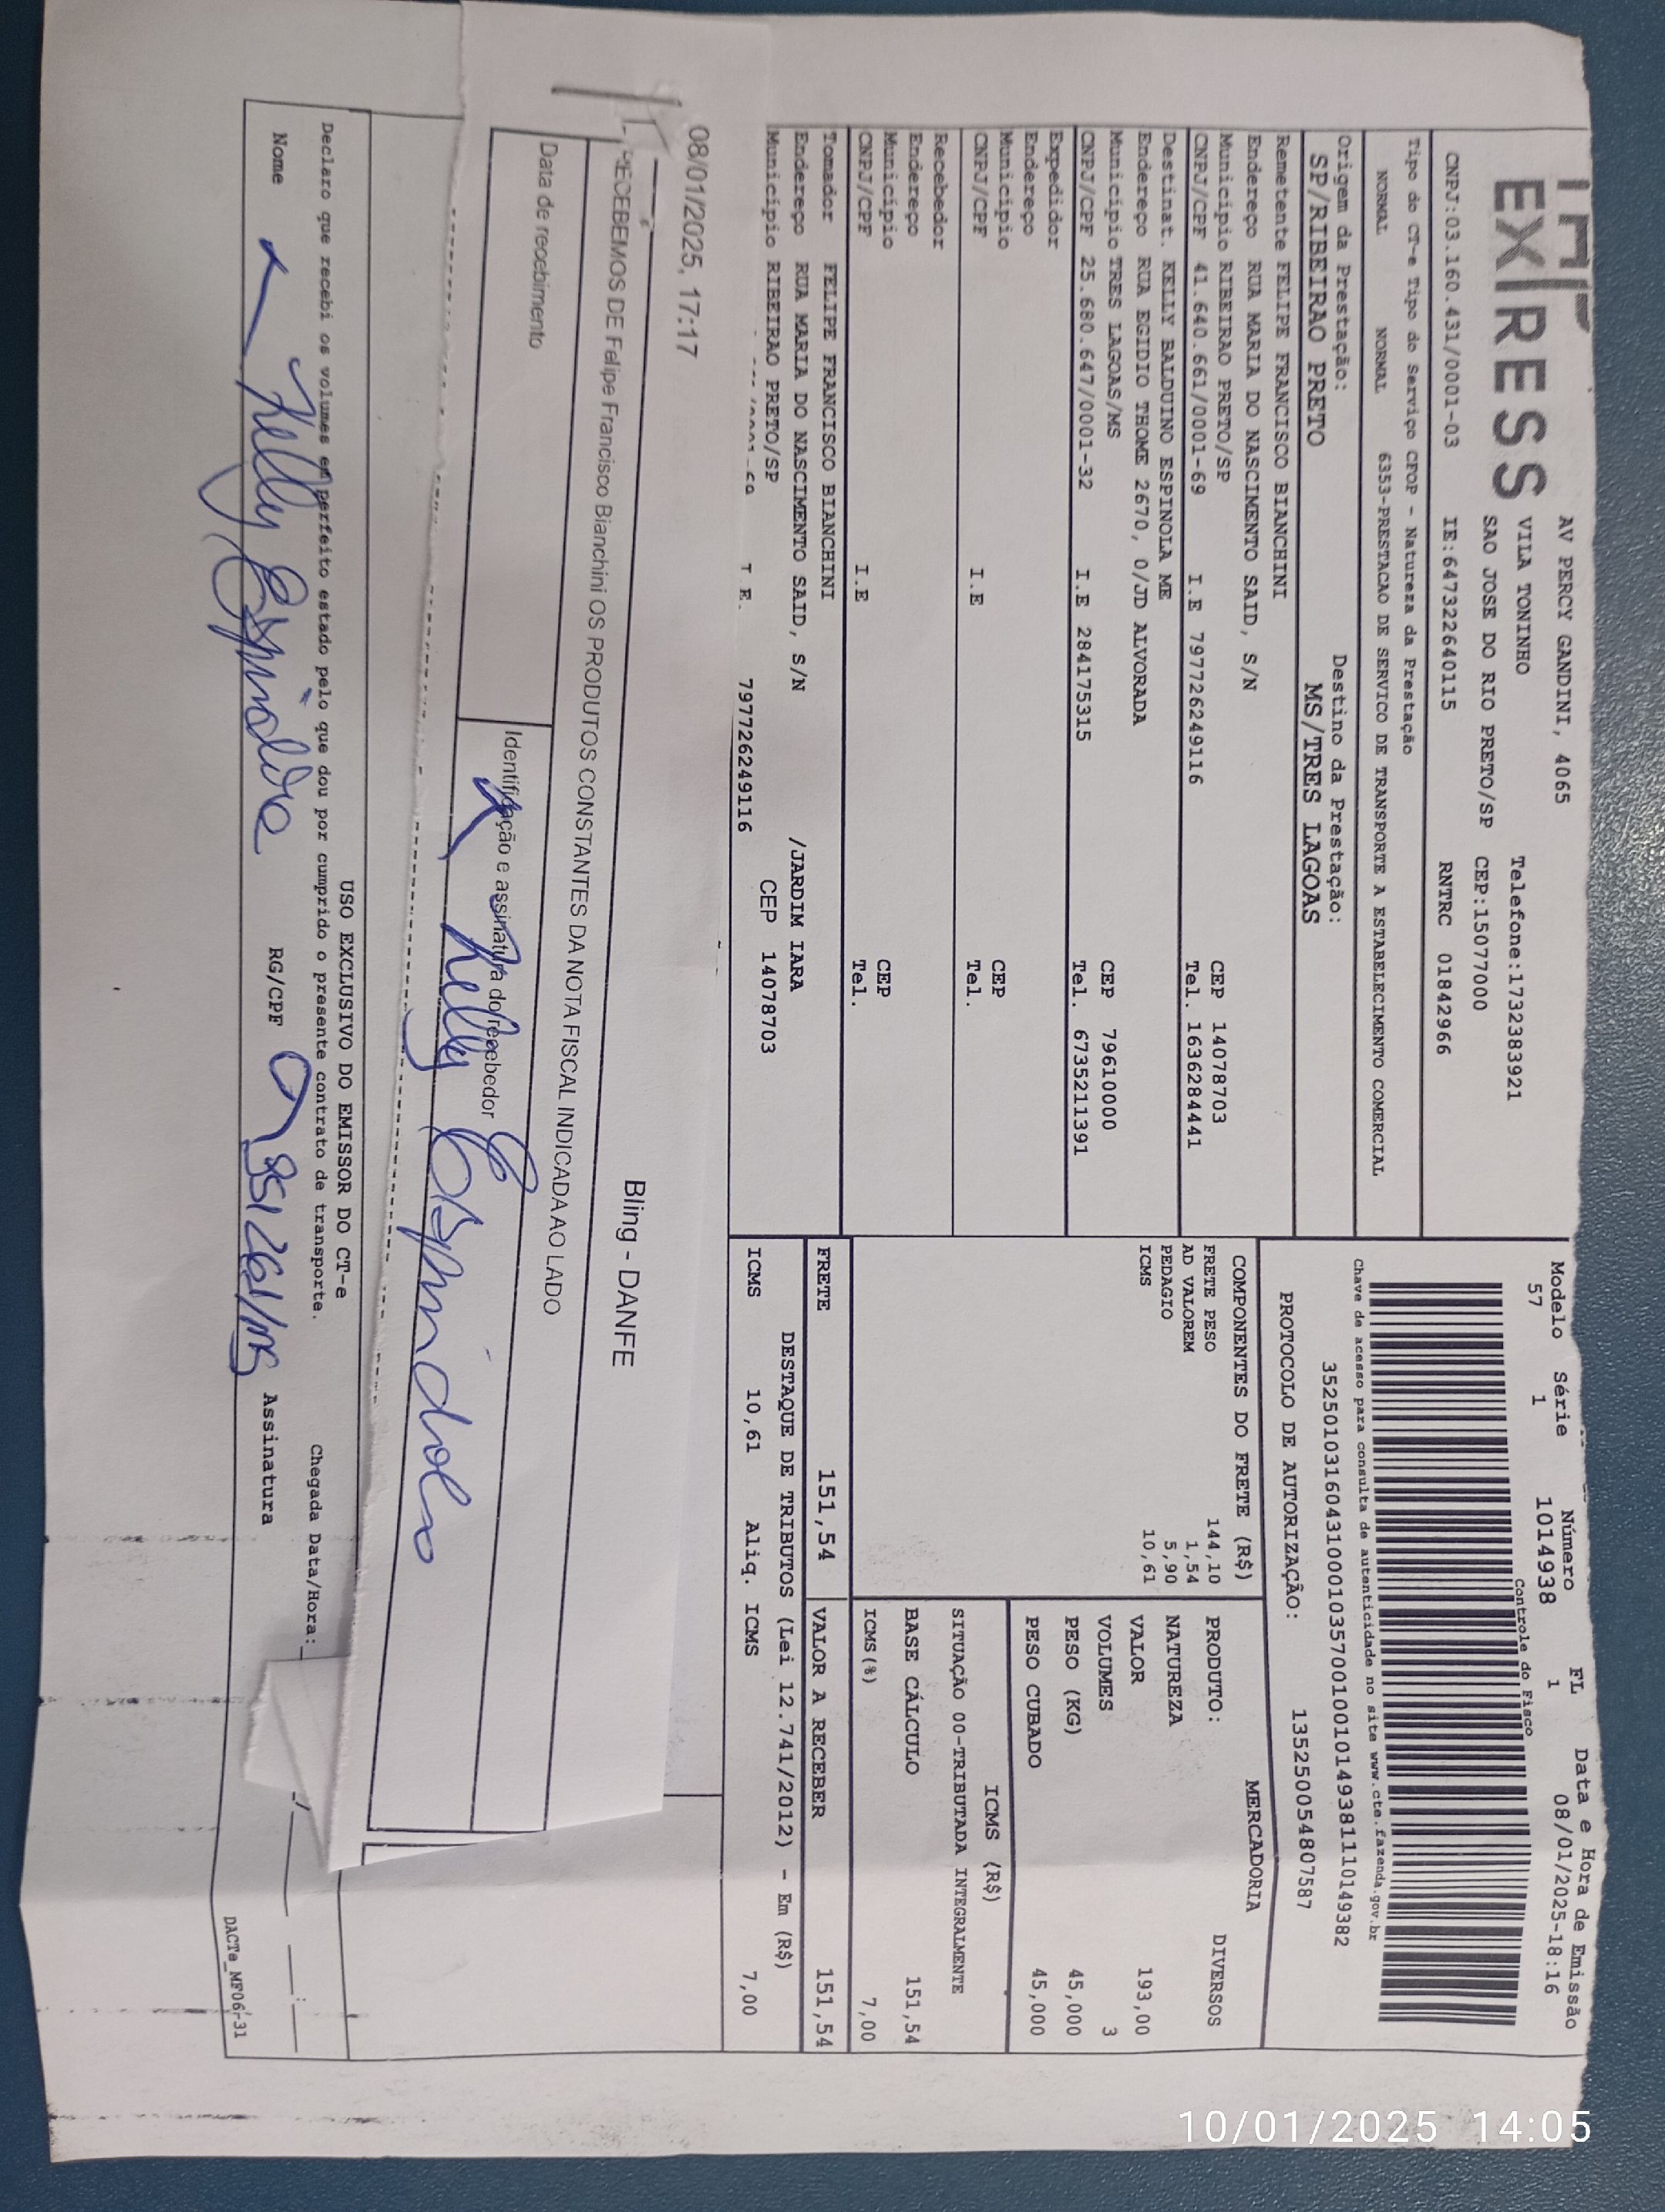 EXPRESS
AV PERCY GANDINI, 4065
VILA TONINHO Telefone:1732383921
SAO JOSE DO RIO PRETO/SP CEP:15077000
CNPJ:03.160.431/0001-03 IE:647322640115 RNTRC 01842966
Modelo Série Número FL Data e Hora de Emissão
57 1 1014938 1 08/01/2025-18:16
Controle do Fisco
Chave de acesso para consulta de autenticidade no site www.cte.fazenda.gov.br
35250103160431000103570010010149381110149382
PROTOCOLO DE AUTORIZAÇÃO: 135250054807587
Tipo do CT-e Tipo do Serviço CFOP - Natureza da Prestação
NORMAL NORMAL 6353-PRESTACAO DE SERVICO DE TRANSPORTE A ESTABELECIMENTO COMERCIAL
Origem da Prestação: Destino da Prestação:
SP/RIBEIRAO PRETO MS/TRES LAGOAS
Remetente FELIPE FRANCISCO BIANCHINI
Endereço RUA MARIA DO NASCIMENTO SAID, S/N
Município RIBEIRAO PRETO/SP CEP 14078703
CNPJ/CPF 41.640.661/0001-69 I.E 797726249116 Tel. 1636284441
Destinat. KELLY BALDUINO ESPINOLA ME
Endereço RUA EGIDIO THOME 2670, 0/JD ALVORADA
Município TRES LAGOAS/MS CEP 79610000
CNPJ/CPF 25.680.647/0001-32 I.E 284175315 Tel. 6735211391
Expedidor
Endereço
Município CEP
CNPJ/CPF I.E Tel.
Recebedor
Endereço
Município CEP
CNPJ/CPF I.E Tel.
Tomador FELIPE FRANCISCO BIANCHINI
Endereço RUA MARIA DO NASCIMENTO SAID, S/N /JARDIM IARA
Município RIBEIRAO PRETO/SP CEP 14078703
I.E. 797726249116
COMPONENTES DO FRETE (R$)
FRETE PESO 144,10
AD VALOREM 1,54
PEDAGIO 5,90
ICMS 10,61
MERCADORIA
PRODUTO: DIVERSOS
NATUREZA
VALOR 193,00
VOLUMES 3
PESO (KG) 45,000
PESO CUBADO 45,000
ICMS (R$)
SITUAÇÃO 00-TRIBUTADA INTEGRALMENTE
BASE CÁLCULO 151,54
ICMS(%) 7,00
FRETE 151,54 VALOR A RECEBER 151,54
DESTAQUE DE TRIBUTOS (Lei 12.741/2012) - Em (R$)
ICMS 10,61 Aliq. ICMS 7,00
08/01/2025, 17:17 Bling - DANFE
RECEBEMOS DE Felipe Francisco Bianchini OS PRODUTOS CONSTANTES DA NOTA FISCAL INDICADA AO LADO
Data de recebimento Identificação e assinatura do recebedor
Kelly Espindola
USO EXCLUSIVO DO EMISSOR DO CT-e
Declaro que recebi os volumes em perfeito estado pelo que dou por cumprido o presente contrato de transporte. Chegada Data/Hora:
Nome Kelly Espindola RG/CPF Assinatura
DACTe_MF06r31
10/01/2025 14:05